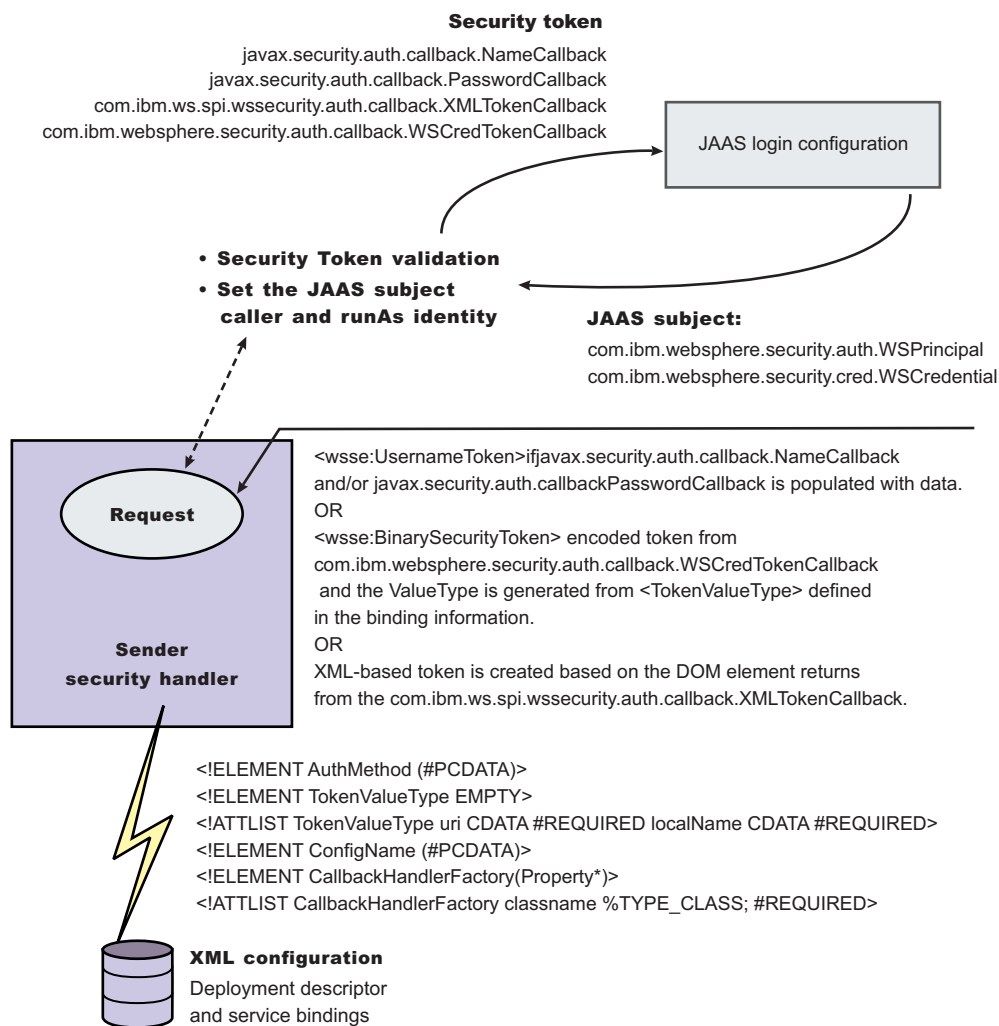 Security token
javax.security.auth.callback.NameCallback
javax.security.auth.callback.PasswordCallback
com.ibm.ws.spi.wssecurity.auth.callback.XMLTokenCallback
com.ibm.websphere.security.auth.callback.WSCredTokenCallback
JAAS login configuration
• Security Token validation
• Set the JAAS subject
caller and runAs identity
JAAS subject:
com.ibm.websphere.security.auth.WSPrincipal
com.ibm.websphere.security.cred.WSCredential
Request
Sender
security handler
<wsse:UsernameToken>ifjavax.security.auth.callback.NameCallback
and/or javax.security.auth.callbackPasswordCallback is populated with data.
OR
<wsse:BinarySecurityToken> encoded token from
com.ibm.websphere.security.auth.callback.WSCredTokenCallback
and the ValueType is generated from <TokenValueType> defined
in the binding information.
OR
XML-based token is created based on the DOM element returns
from the com.ibm.ws.spi.wssecurity.auth.callback.XMLTokenCallback.
<!ELEMENT AuthMethod (#PCDATA)>
<!ELEMENT TokenValueType EMPTY>
<!ATTLIST TokenValueType uri CDATA #REQUIRED localName CDATA #REQUIRED>
<!ELEMENT ConfigName (#PCDATA)>
<!ELEMENT CallbackHandlerFactory(Property*)>
<!ATTLIST CallbackHandlerFactory classname %TYPE_CLASS; #REQUIRED>
XML configuration
Deployment descriptor
and service bindings